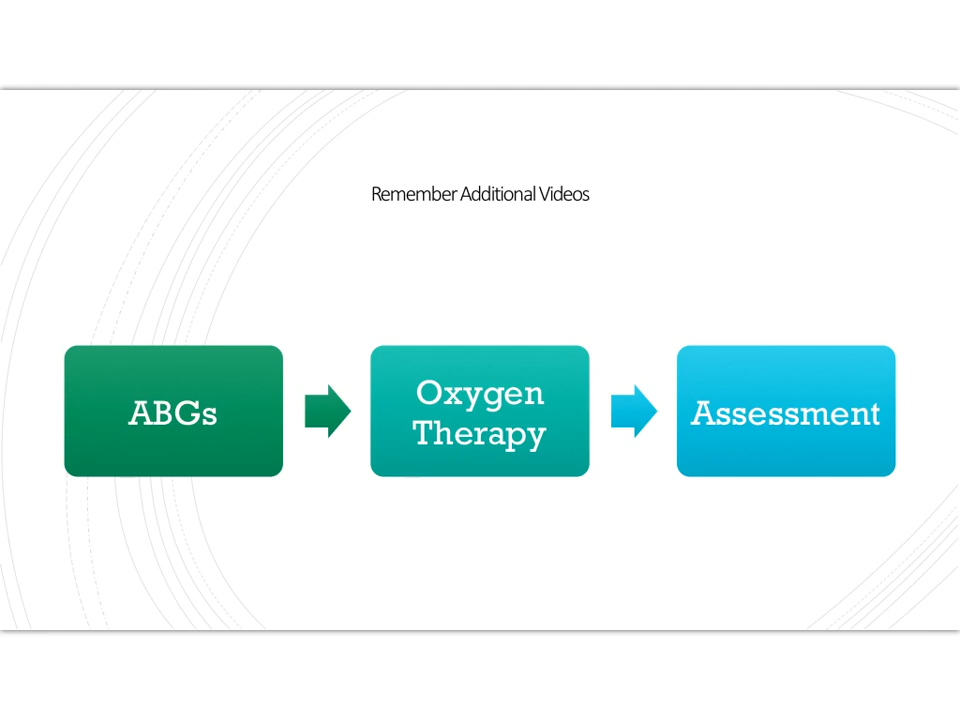 Remember Additional Videos
ABGs
Oxygen
Therapy
Assessment